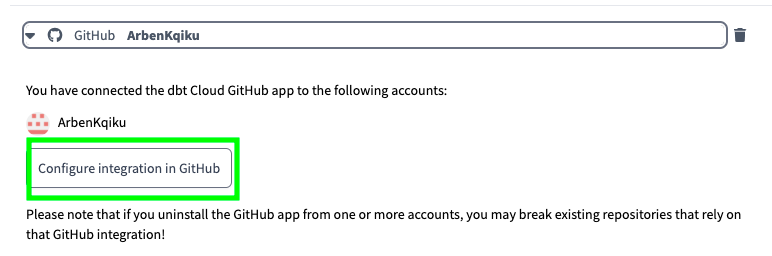 GitHub ArbenKqiku
You have connected the dbt Cloud GitHub app to the following accounts:
ArbenKqiku
Configure integration in GitHub
Please note that if you uninstall the GitHub app from one or more accounts, you may break existing repositories that rely on
that GitHub integration!